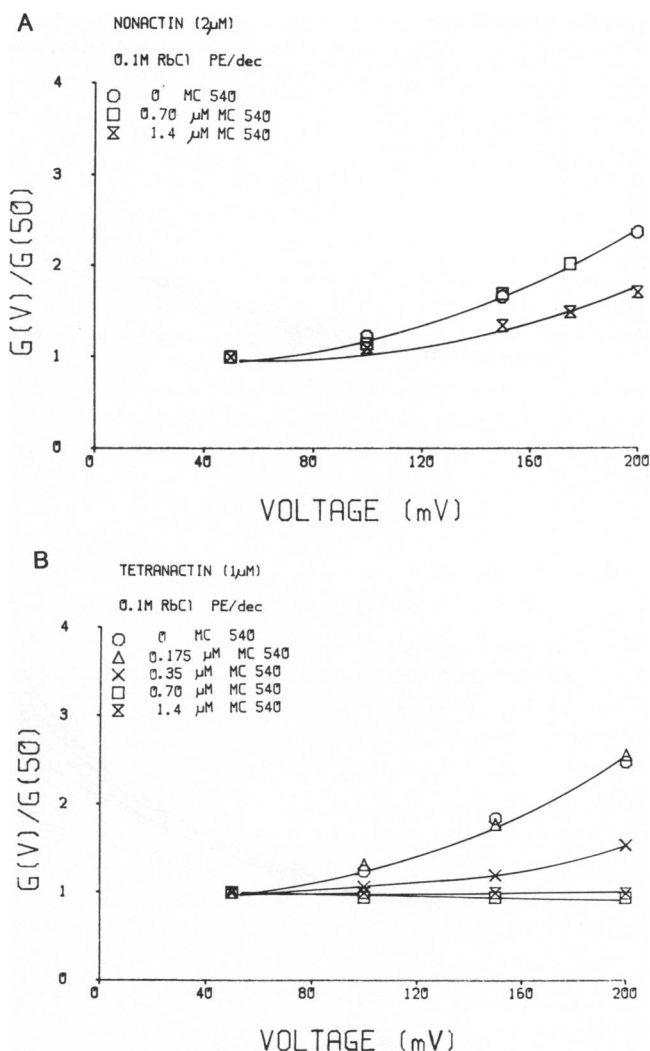 A
NONACTIN (2μM)
0.1M RbCl PE/dec
0 MC 540
0.70 μM MC 540
1.4 μM MC 540
4
3
2
1
0
G(V)/G(50)
0 40 80 120 160 200
VOLTAGE (mV)
B
TETRANACTIN (1μM)
0.1M RbCl PE/dec
0 MC 540
0.175 μM MC 540
0.35 μM MC 540
0.70 μM MC 540
1.4 μM MC 540
4
3
2
1
0
G(V)/G(50)
0 40 80 120 160 200
VOLTAGE (mV)